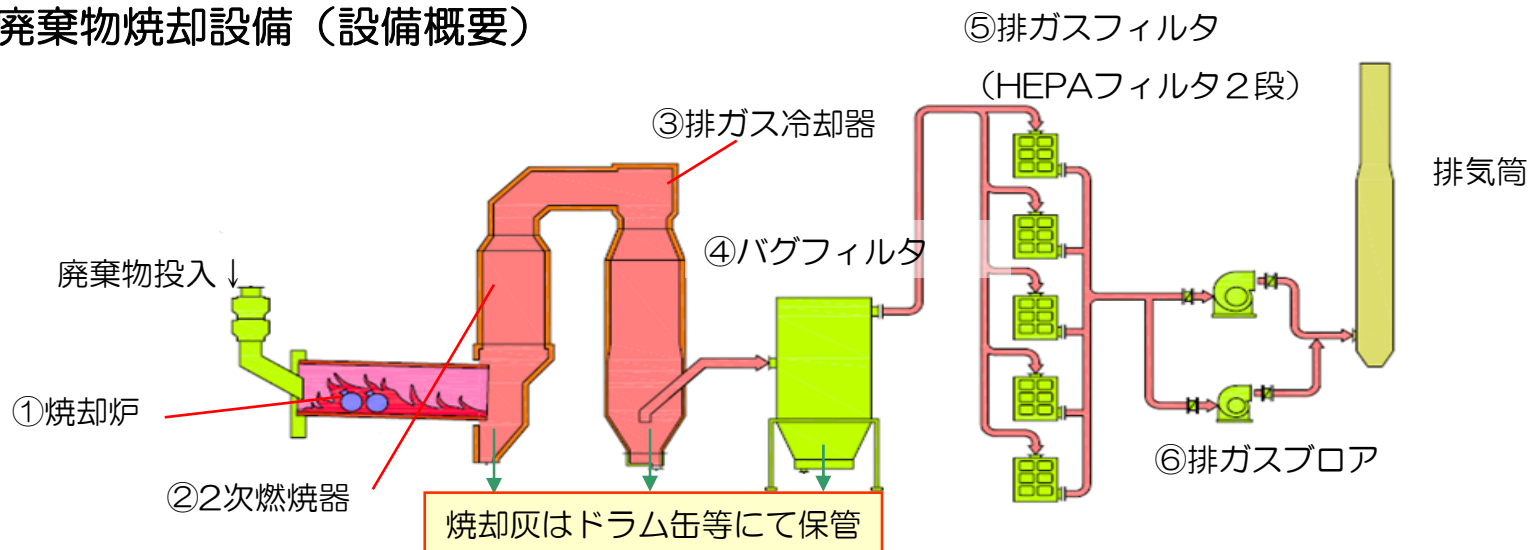 廃棄物焼却設備（設備概要）
⑤排ガスフィルタ
（HEPAフィルタ２段）
③排ガス冷却器
排気筒
④バグフィルタ
廃棄物投入↓
①焼却炉
⑥排ガスブロア
②2次燃焼器
焼却灰はドラム缶等にて保管